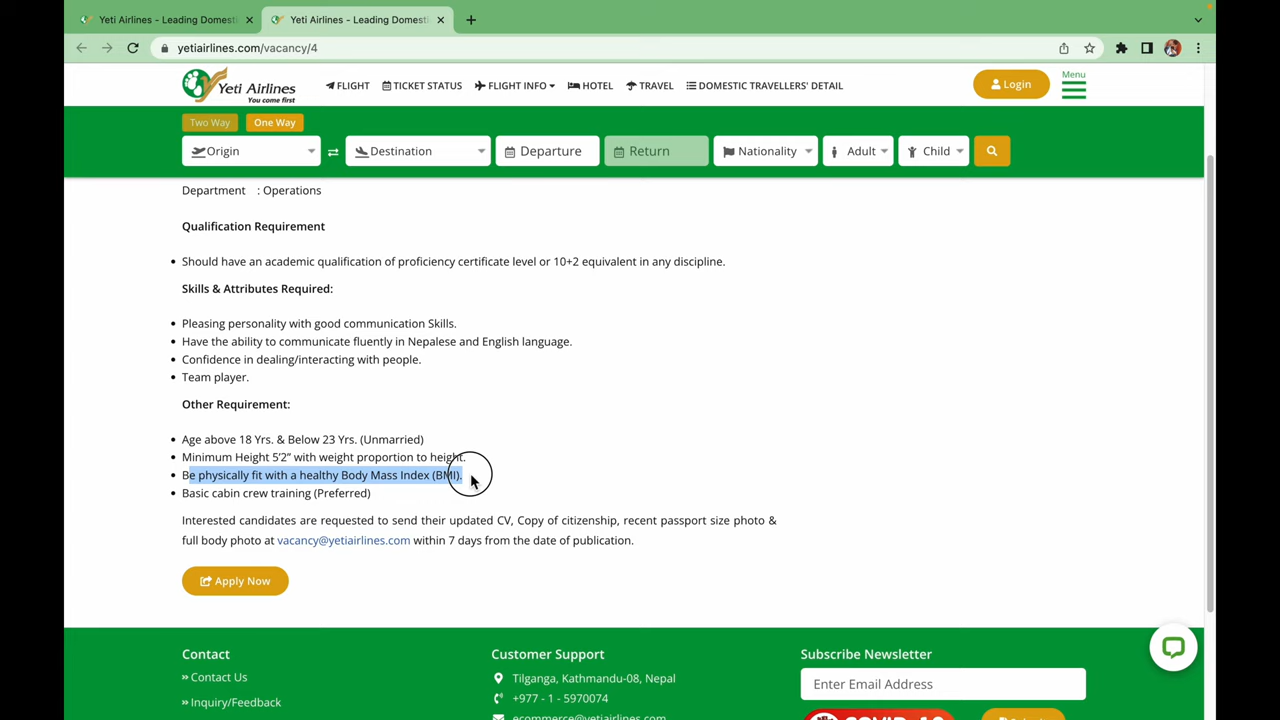 Yeti Airlines - Leading Domesti
Yeti Airlines - Leading Domesti
yetiairlines.com/vacancy/4
Yeti Airlines
You come first
FLIGHT
TICKET STATUS
FLIGHT INFO
HOTEL
TRAVEL
DOMESTIC TRAVELLERS' DETAIL
Login
Menu
Two Way
One Way
Origin
Destination
Departure
Return
Nationality
Adult
Child
Department : Operations
Qualification Requirement
Should have an academic qualification of proficiency certificate level or 10+2 equivalent in any discipline.
Skills & Attributes Required:
Pleasing personality with good communication Skills.
Have the ability to communicate fluently in Nepalese and English language.
Confidence in dealing/interacting with people.
Team player.
Other Requirement:
Age above 18 Yrs. & Below 23 Yrs. (Unmarried)
Minimum Height 5'2" with weight proportion to height.
Be physically fit with a healthy Body Mass Index (BMI).
Basic cabin crew training (Preferred)
Interested candidates are requested to send their updated CV, Copy of citizenship, recent passport size photo &
full body photo at vacancy@yetiairlines.com within 7 days from the date of publication.
Apply Now
Contact
Customer Support
Subscribe Newsletter
Contact Us
Tilganga, Kathmandu-08, Nepal
Enter Email Address
Inquiry/Feedback
+977 - 1 - 5970074
ecommerce@yetiairlines.com